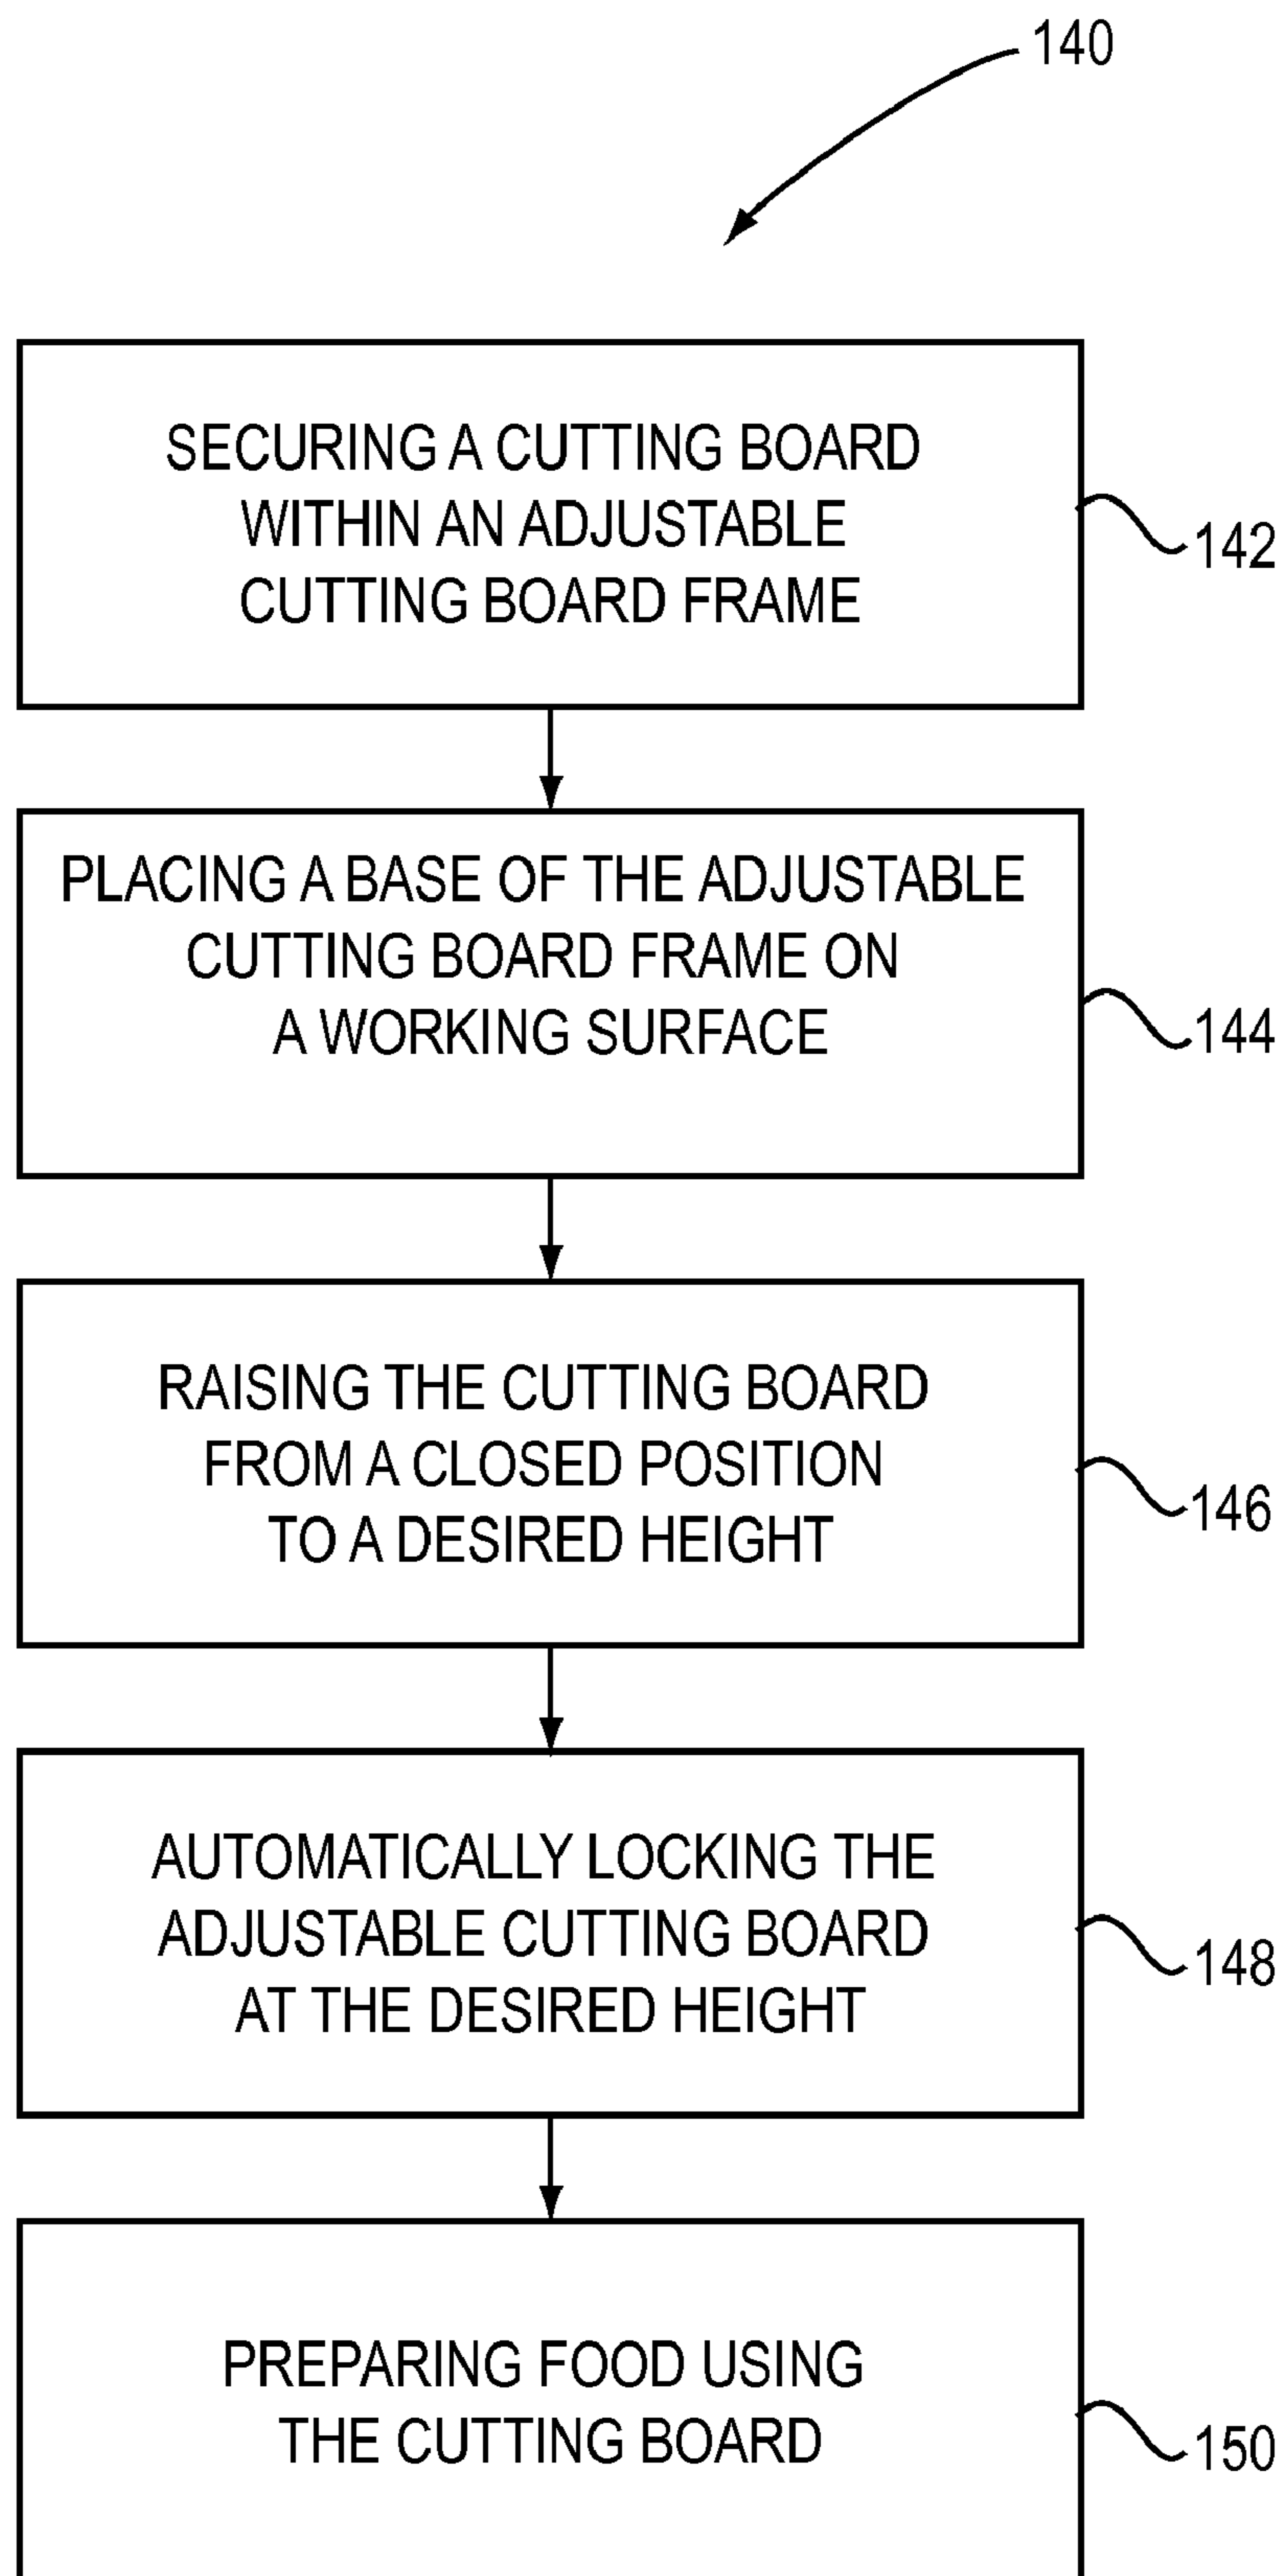 140
SECURING A CUTTING BOARD
WITHIN AN ADJUSTABLE
CUTTING BOARD FRAME
142
PLACING A BASE OF THE ADJUSTABLE
CUTTING BOARD FRAME ON
A WORKING SURFACE
144
RAISING THE CUTTING BOARD
FROM A CLOSED POSITION
TO A DESIRED HEIGHT
146
AUTOMATICALLY LOCKING THE
ADJUSTABLE CUTTING BOARD
AT THE DESIRED HEIGHT
148
PREPARING FOOD USING
THE CUTTING BOARD
150